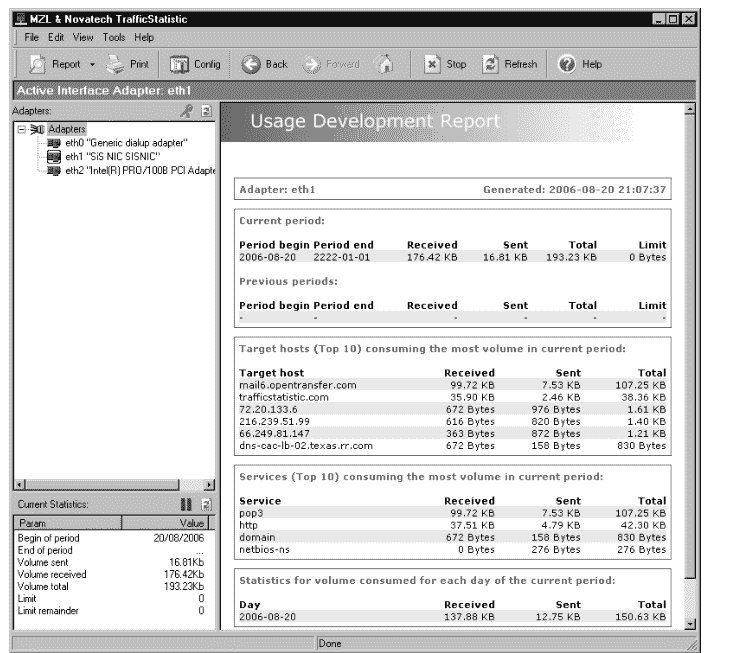 MZL & Novatech TrafficStatistic
File Edit View Tools Help
Report Print Config Back Forward Stop Refresh Help
Active Interface Adapter: eth1
Adapters:
Adapters
eth0 "Generic dialup adapter"
eth1 "SiS NIC SISNIC"
eth2 "Intel(R) PRO/100B PCI Adapte
Current Statistics:
Param Value
Begin of period 20/08/2006
End of period ...
Volume sent 16.81Kb
Volume received 176.42Kb
Volume total 193.23Kb
Limit 0
Limit remainder 0
Usage Development Report
Adapter: eth1 Generated: 2006-08-20 21:07:37
Current period:
Period begin Period end Received Sent Total Limit
2006-08-20 2222-01-01 176.42 KB 16.81 KB 193.23 KB 0 Bytes
Previous periods:
Period begin Period end Received Sent Total Limit
- - - - - -
Target hosts (Top 10) consuming the most volume in current period:
Target host Received Sent Total
mail6.opentransfer.com 99.72 KB 7.53 KB 107.25 KB
trafficstatistic.com 35.90 KB 2.46 KB 38.36 KB
72.20.133.6 672 Bytes 976 Bytes 1.61 KB
216.239.51.99 616 Bytes 820 Bytes 1.40 KB
66.249.81.147 363 Bytes 872 Bytes 1.21 KB
dns-cac-lb-02.texas.rr.com 672 Bytes 158 Bytes 830 Bytes
Services (Top 10) consuming the most volume in current period:
Service Received Sent Total
pop3 99.72 KB 7.53 KB 107.25 KB
http 37.51 KB 4.79 KB 42.30 KB
domain 672 Bytes 158 Bytes 830 Bytes
netbios-ns 0 Bytes 276 Bytes 276 Bytes
Statistics for volume consumed for each day of the current period:
Day Received Sent Total
2006-08-20 137.88 KB 12.75 KB 150.63 KB
Done